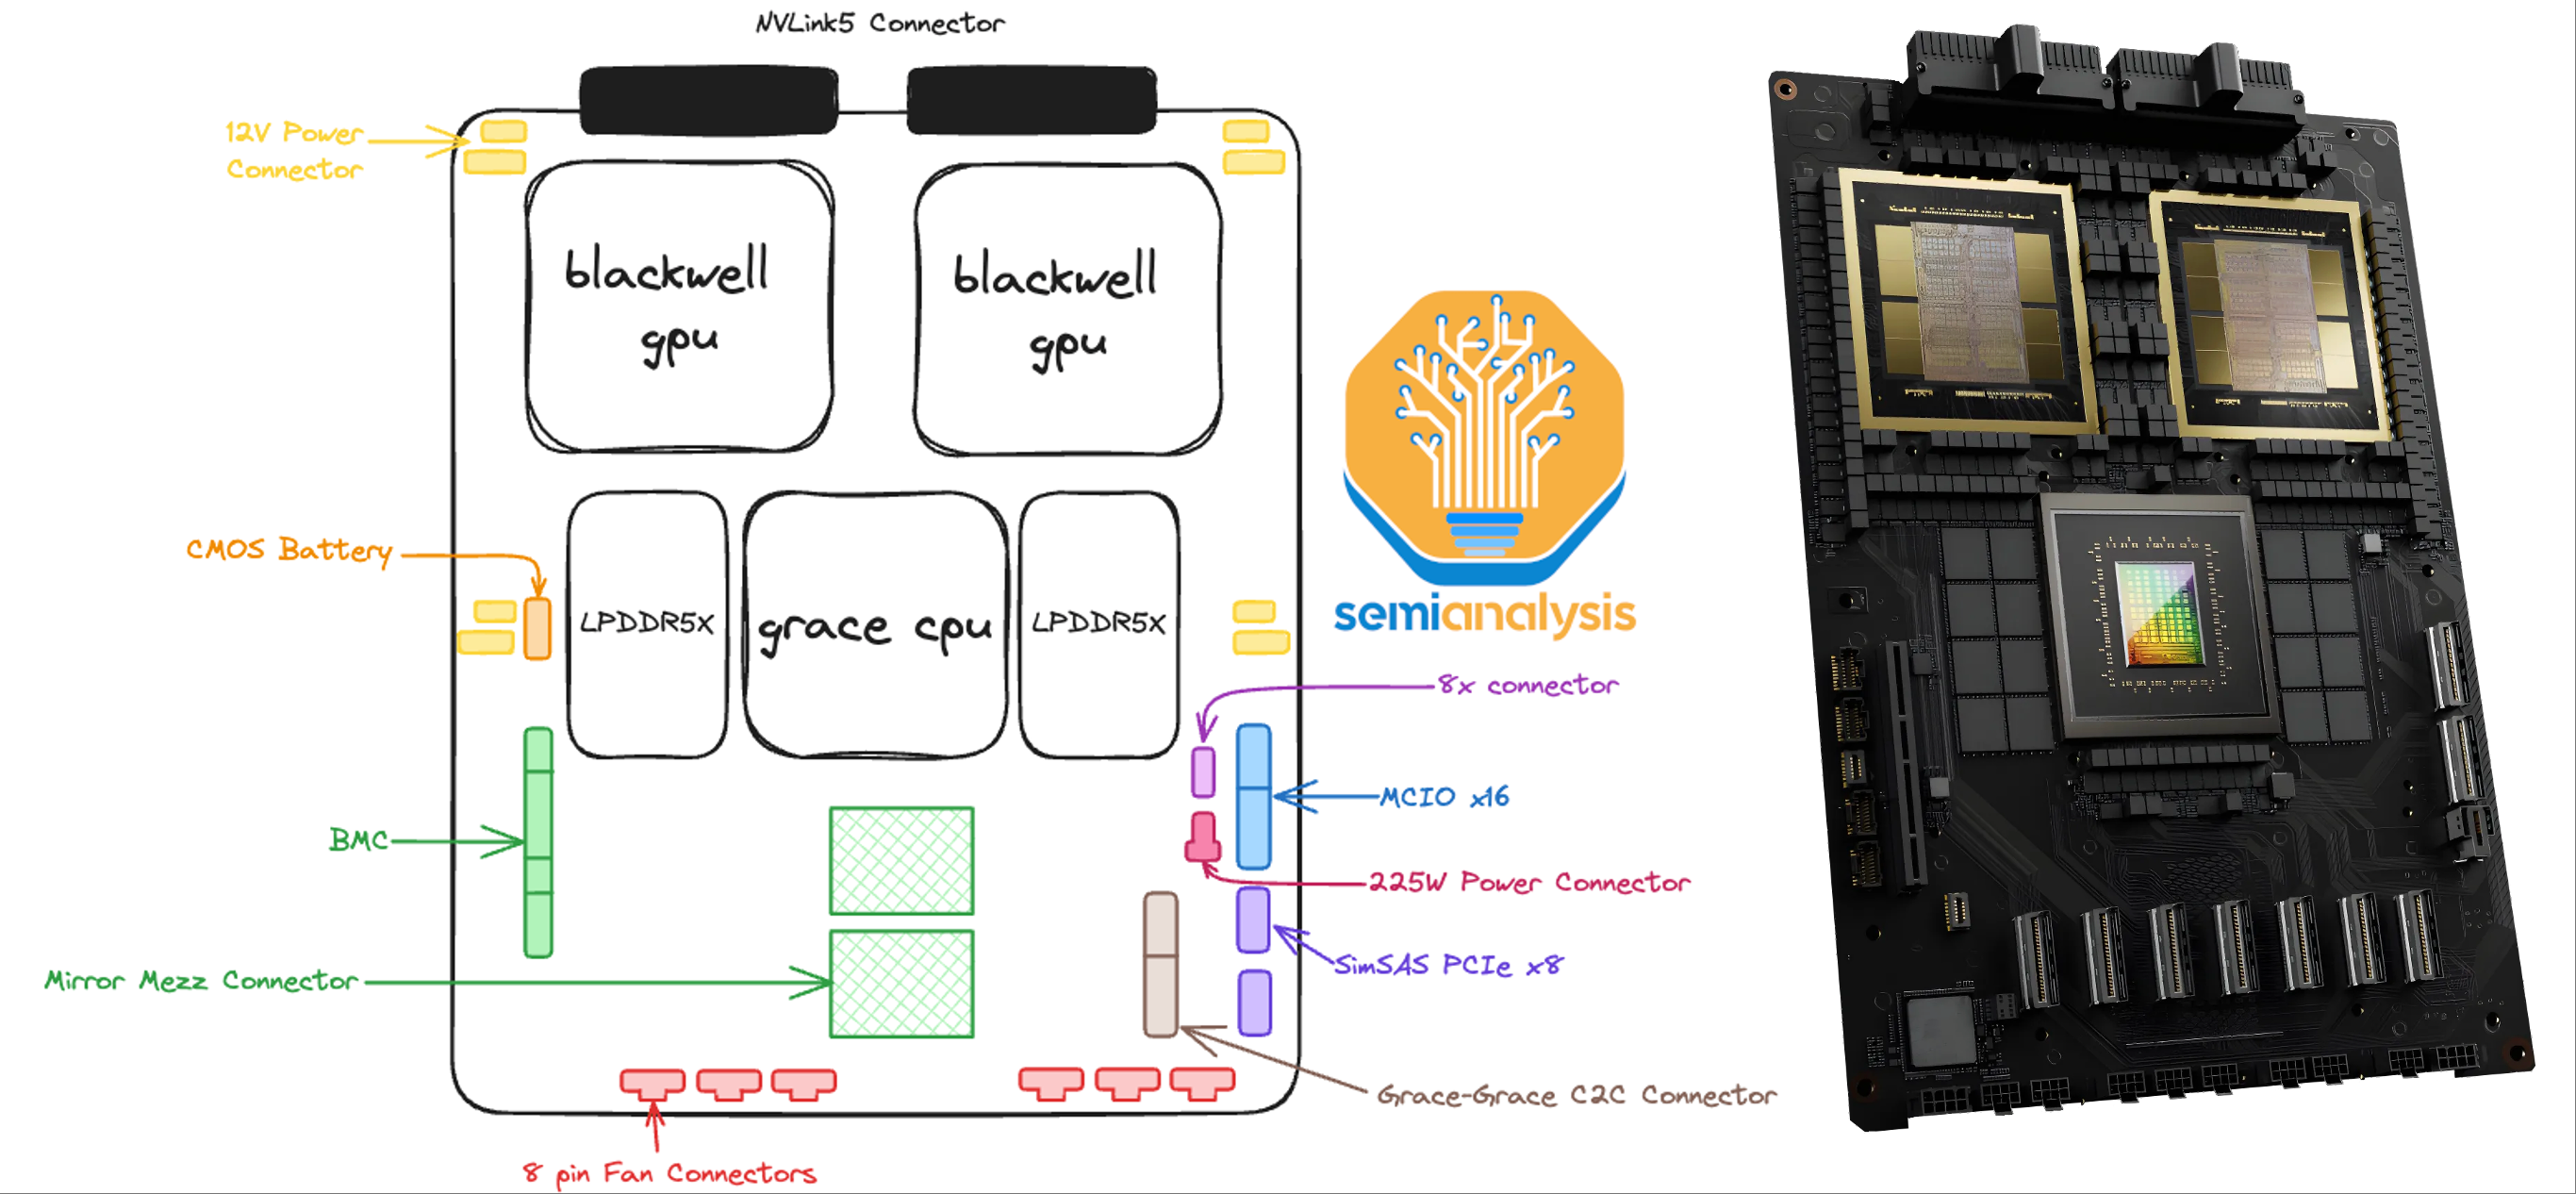 NVLink5 Connector
12V Power
Connector
blackwell
gpu
blackwell
gpu
CMOS Battery
LPDDR5X
grace cpu
LPDDR5X
semianalysis
8x connector
MCIO x16
BMC
225W Power Connector
SimSAS PCIe x8
Mirror Mezz Connector
Grace-Grace C2C Connector
8 pin Fan Connectors